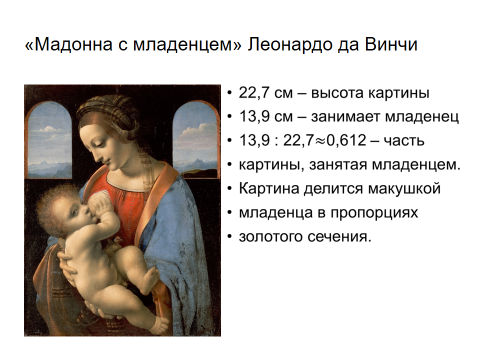 «Мадонна с младенцем» Леонардо да Винчи
• 22,7 см – высота картины
• 13,9 см – занимает младенец
• 13,9 : 22,7≈0,612 – часть
• картины, занятая младенцем.
• Картина делится макушкой
• младенца в пропорциях
• золотого сечения.